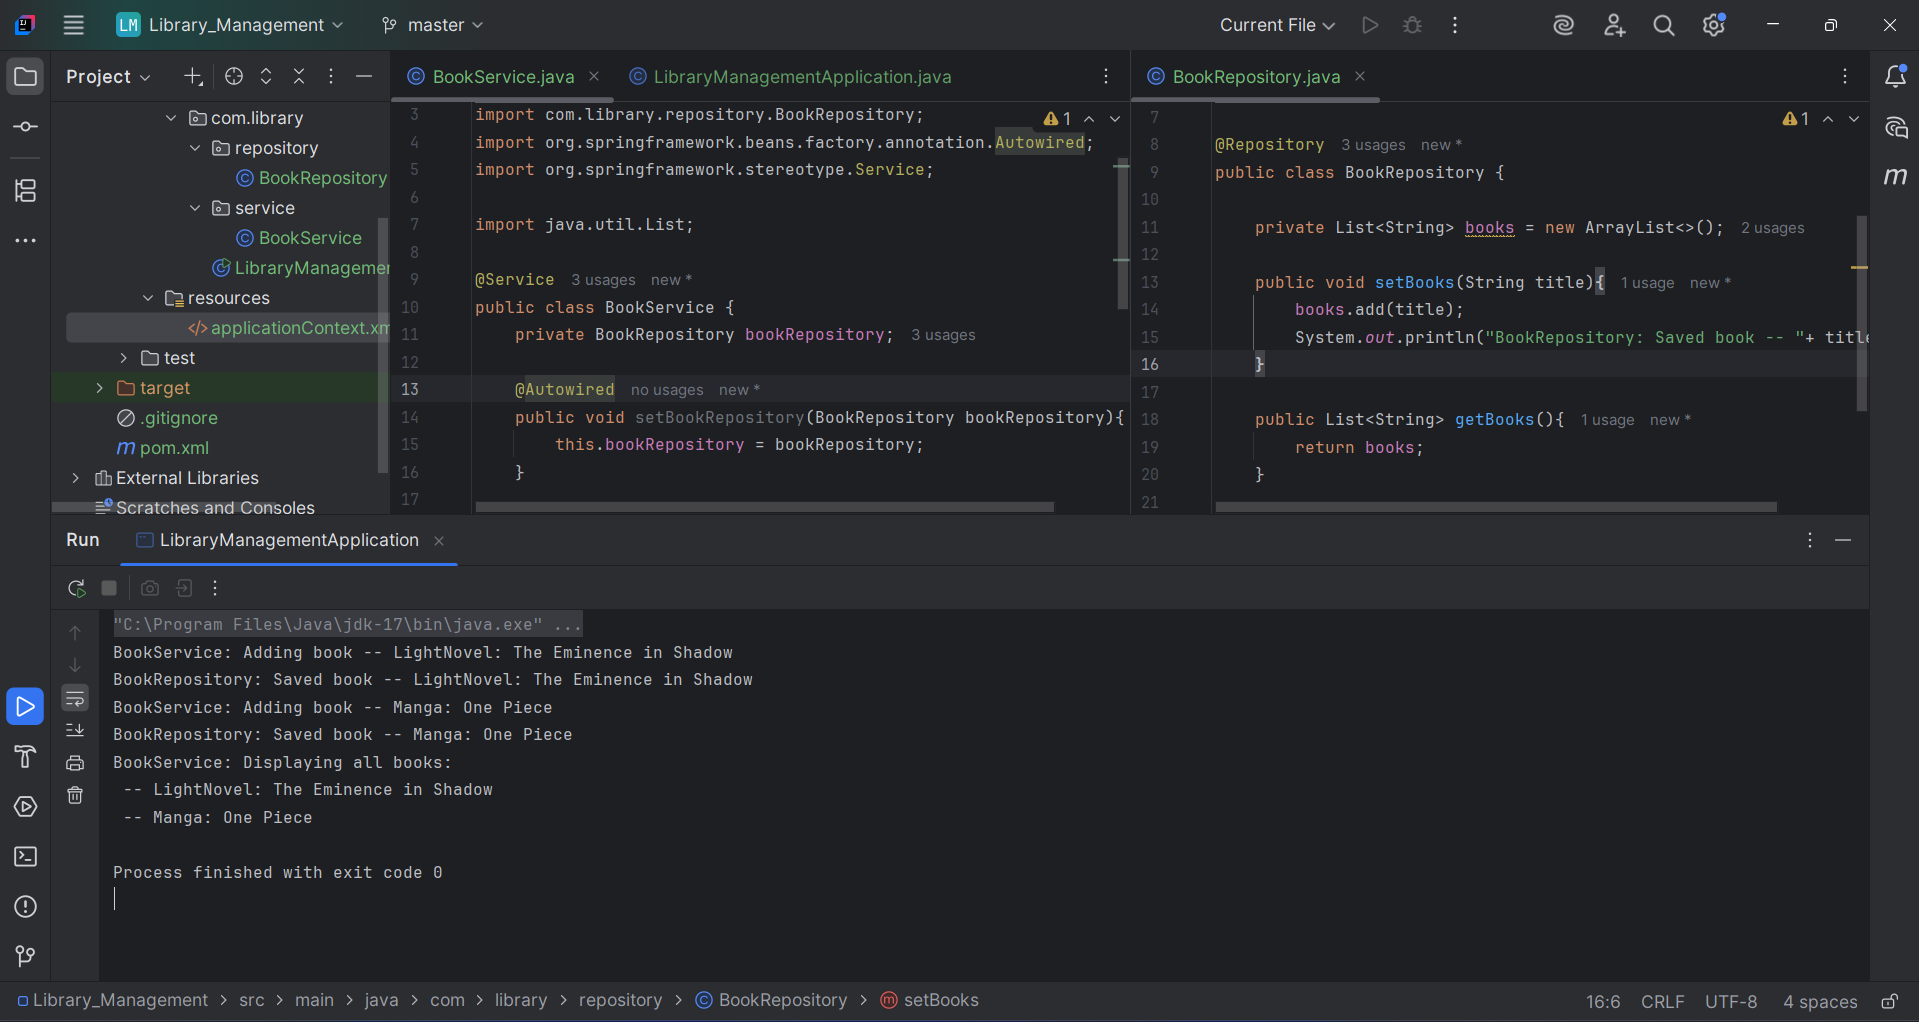 LM Library_Management master Current File
Project
com.library
repository
BookRepository
service
BookService
LibraryManagemer
resources
</> applicationContext.xm
test
target
.gitignore
m pom.xml
External Libraries
Scratches and Consoles
BookService.java LibraryManagementApplication.java
1
3 import com.library.repository.BookRepository;
4 import org.springframework.beans.factory.annotation.Autowired;
5 import org.springframework.stereotype.Service;
6
7 import java.util.List;
8
9 @Service 3 usages new *
10 public class BookService {
11 private BookRepository bookRepository; 3 usages
12
13 @Autowired no usages new *
14 public void setBookRepository(BookRepository bookRepository){
15 this.bookRepository = bookRepository;
16 }
17
BookRepository.java
1
7
8 @Repository 3 usages new *
9 public class BookRepository {
10
11 private List<String> books = new ArrayList<>(); 2 usages
12
13 public void setBooks(String title){ 1 usage new *
14 books.add(title);
15 System.out.println("BookRepository: Saved book -- "+ title
16 }
17
18 public List<String> getBooks(){ 1 usage new *
19 return books;
20 }
21
m
Run LibraryManagementApplication
"C:\Program Files\Java\jdk-17\bin\java.exe" ...
BookService: Adding book -- LightNovel: The Eminence in Shadow
BookRepository: Saved book -- LightNovel: The Eminence in Shadow
BookService: Adding book -- Manga: One Piece
BookRepository: Saved book -- Manga: One Piece
BookService: Displaying all books:
-- LightNovel: The Eminence in Shadow
-- Manga: One Piece
Process finished with exit code 0
Library_Management > src > main > java > com > library > repository > BookRepository > setBooks 16:6 CRLF UTF-8 4 spaces